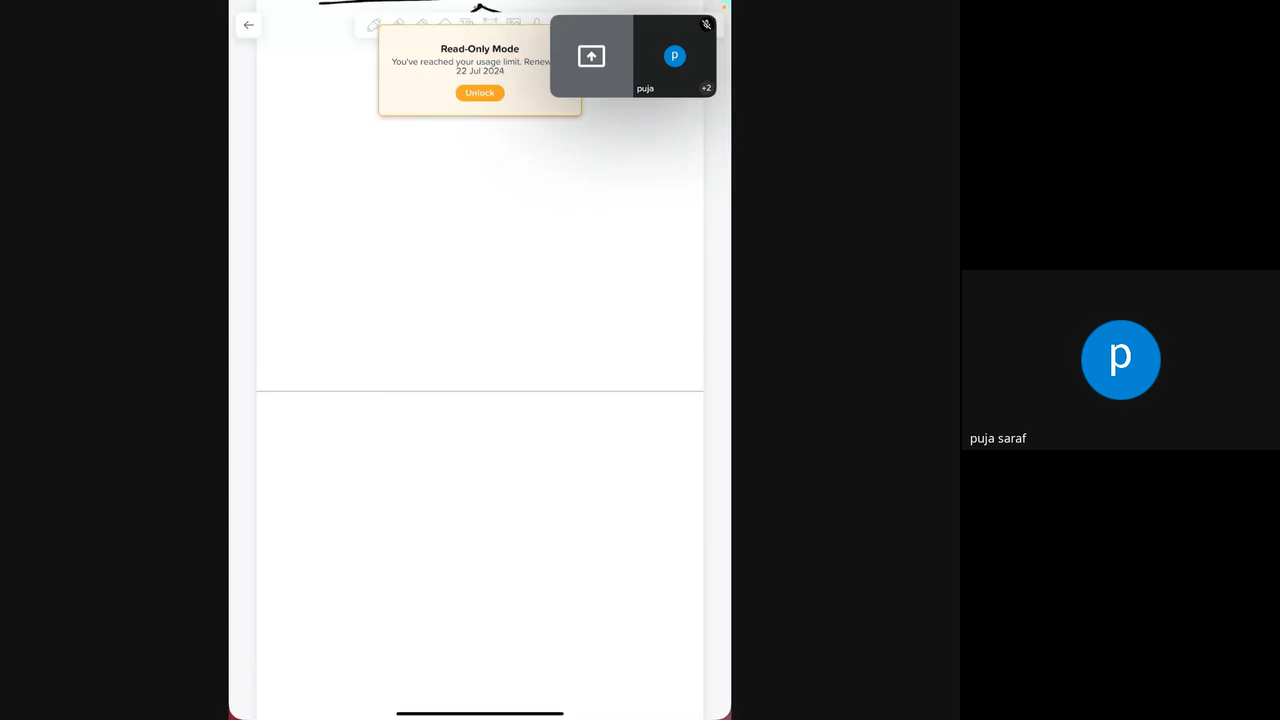 Read-Only Mode
You've reached your usage limit. Renew
22 Jul 2024
Unlock
P
puja
+2
p
puja saraf